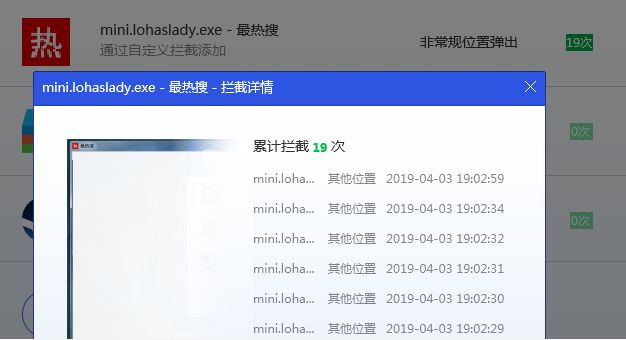 热
mini.lohaslady.exe - 最热搜
通过自定义拦截添加
非常规位置弹出
19次
mini.lohaslady.exe - 最热搜 - 拦截详情
0次
0次
最热搜
累计拦截 19 次
mini.loha... 其他位置 2019-04-03 19:02:59
mini.loha... 其他位置 2019-04-03 19:02:34
mini.loha... 其他位置 2019-04-03 19:02:32
mini.loha... 其他位置 2019-04-03 19:02:31
mini.loha... 其他位置 2019-04-03 19:02:30
mini.loha... 其他位置 2019-04-03 19:02:29